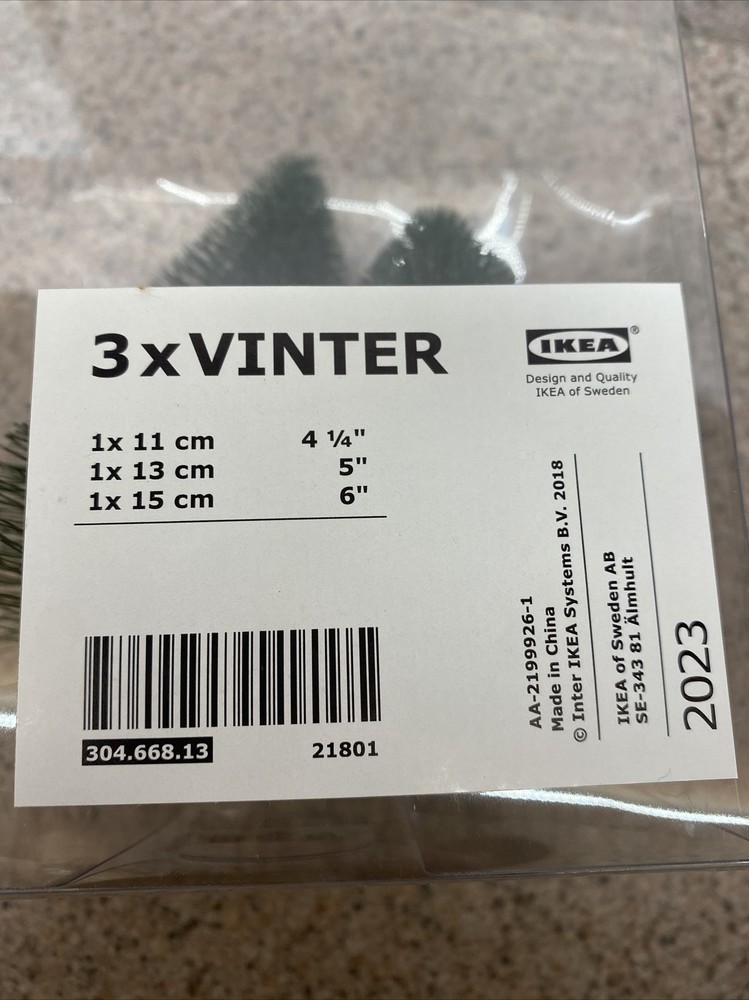 3 x VINTER
IKEA®
Design and Quality
IKEA of Sweden
1x 11 cm 4 ¼"
1x 13 cm 5"
1x 15 cm 6"
304.668.13 21801
AA-2199926-1
Made in China
© Inter IKEA Systems B.V. 2018
IKEA of Sweden AB
SE-343 81 Älmhult
2023